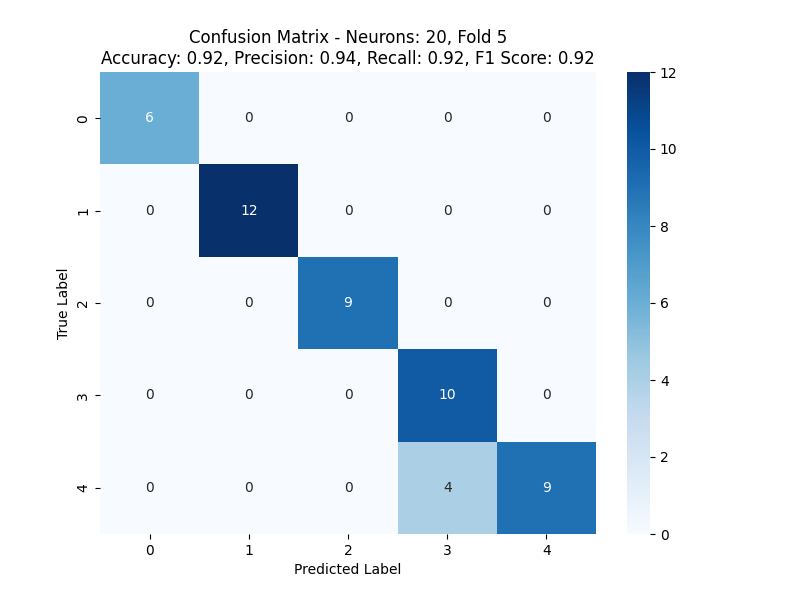 Confusion Matrix - Neurons: 20, Fold 5
Accuracy: 0.92, Precision: 0.94, Recall: 0.92, F1 Score: 0.92
True Label
0 6 0 0 0 0
1 0 12 0 0 0
2 0 0 9 0 0
3 0 0 0 10 0
4 0 0 0 4 9
0 1 2 3 4
Predicted Label
12
10
8
6
4
2
0